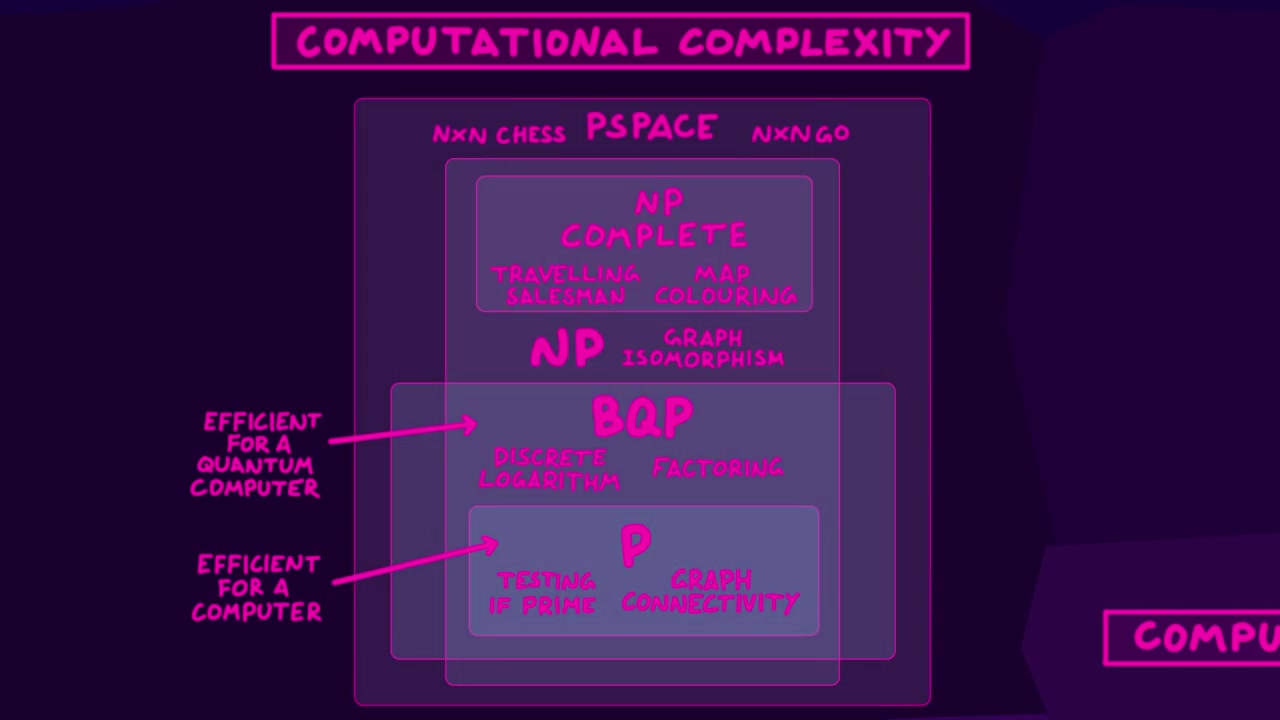 COMPUTATIONAL COMPLEXITY
NXN CHESS PSPACE NXN GO
NP
COMPLETE
TRAVELLING
SALESMAN
MAP
COLOURING
NP
GRAPH
ISOMORPHISM
BQP
DISCRETE
LOGARITHM
FACTORING
EFFICIENT
FOR A
QUANTUM
COMPUTER
P
TESTING
IF PRIME
GRAPH
CONNECTIVITY
EFFICIENT
FOR A
COMPUTER
COMPU